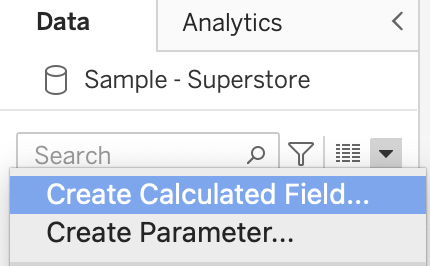 Data Analytics
Sample - Superstore
Search
Create Calculated Field...
Create Parameter...